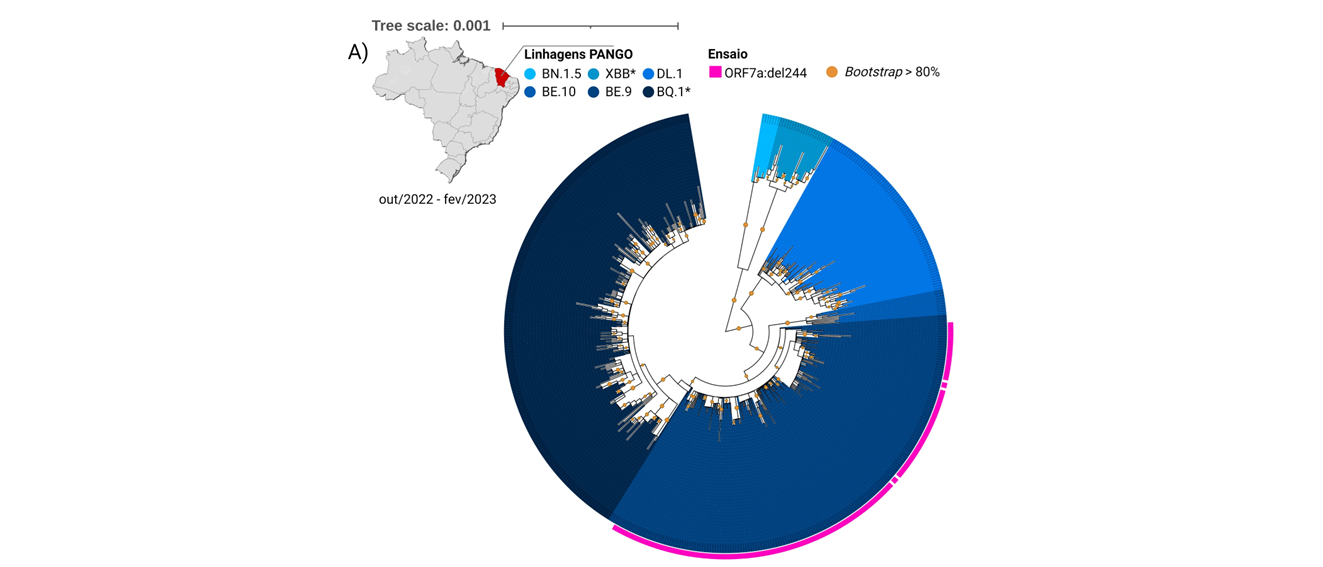 Tree scale: 0.001
A)
Linhagens PANGO
BN.1.5 XBB* DL.1
BE.10 BE.9 BQ.1*
Ensaio
ORF7a:del244 Bootstrap > 80%
out/2022 - fev/2023